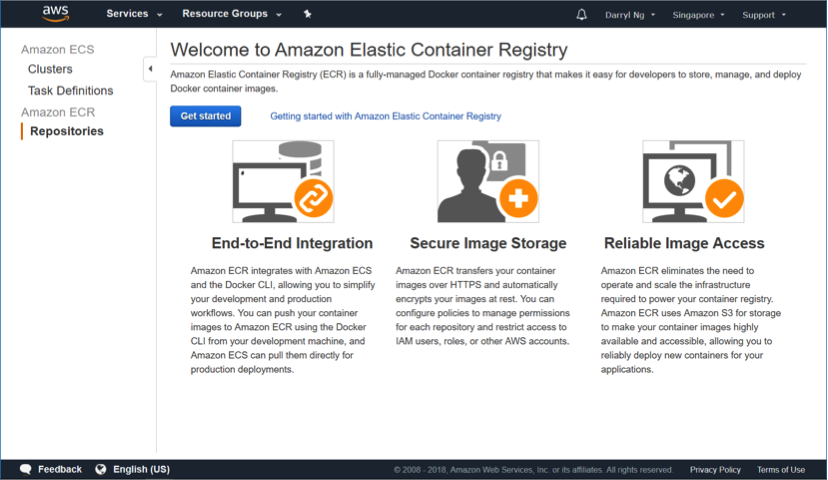 aws
Services
Resource Groups
Darryl Ng
Singapore
Support
Amazon ECS
Clusters
Task Definitions
Amazon ECR
Repositories
Welcome to Amazon Elastic Container Registry
Amazon Elastic Container Registry (ECR) is a fully-managed Docker container registry that makes it easy for developers to store, manage, and deploy
Docker container images.
Get started
Getting started with Amazon Elastic Container Registry
End-to-End Integration
Amazon ECR integrates with Amazon ECS
and the Docker CLI, allowing you to simplify
your development and production
workflows. You can push your container
images to Amazon ECR using the Docker
CLI from your development machine, and
Amazon ECS can pull them directly for
production deployments.
Secure Image Storage
Amazon ECR transfers your container
images over HTTPS and automatically
encrypts your images at rest. You can
configure policies to manage permissions
for each repository and restrict access to
IAM users, roles, or other AWS accounts.
Reliable Image Access
Amazon ECR eliminates the need to
operate and scale the infrastructure
required to power your container registry.
Amazon ECR uses Amazon S3 for storage
to make your container images highly
available and accessible, allowing you to
reliably deploy new containers for your
applications.
Feedback
English (US)
© 2008 - 2018, Amazon Web Services, Inc. or its affiliates. All rights reserved.
Privacy Policy
Terms of Use